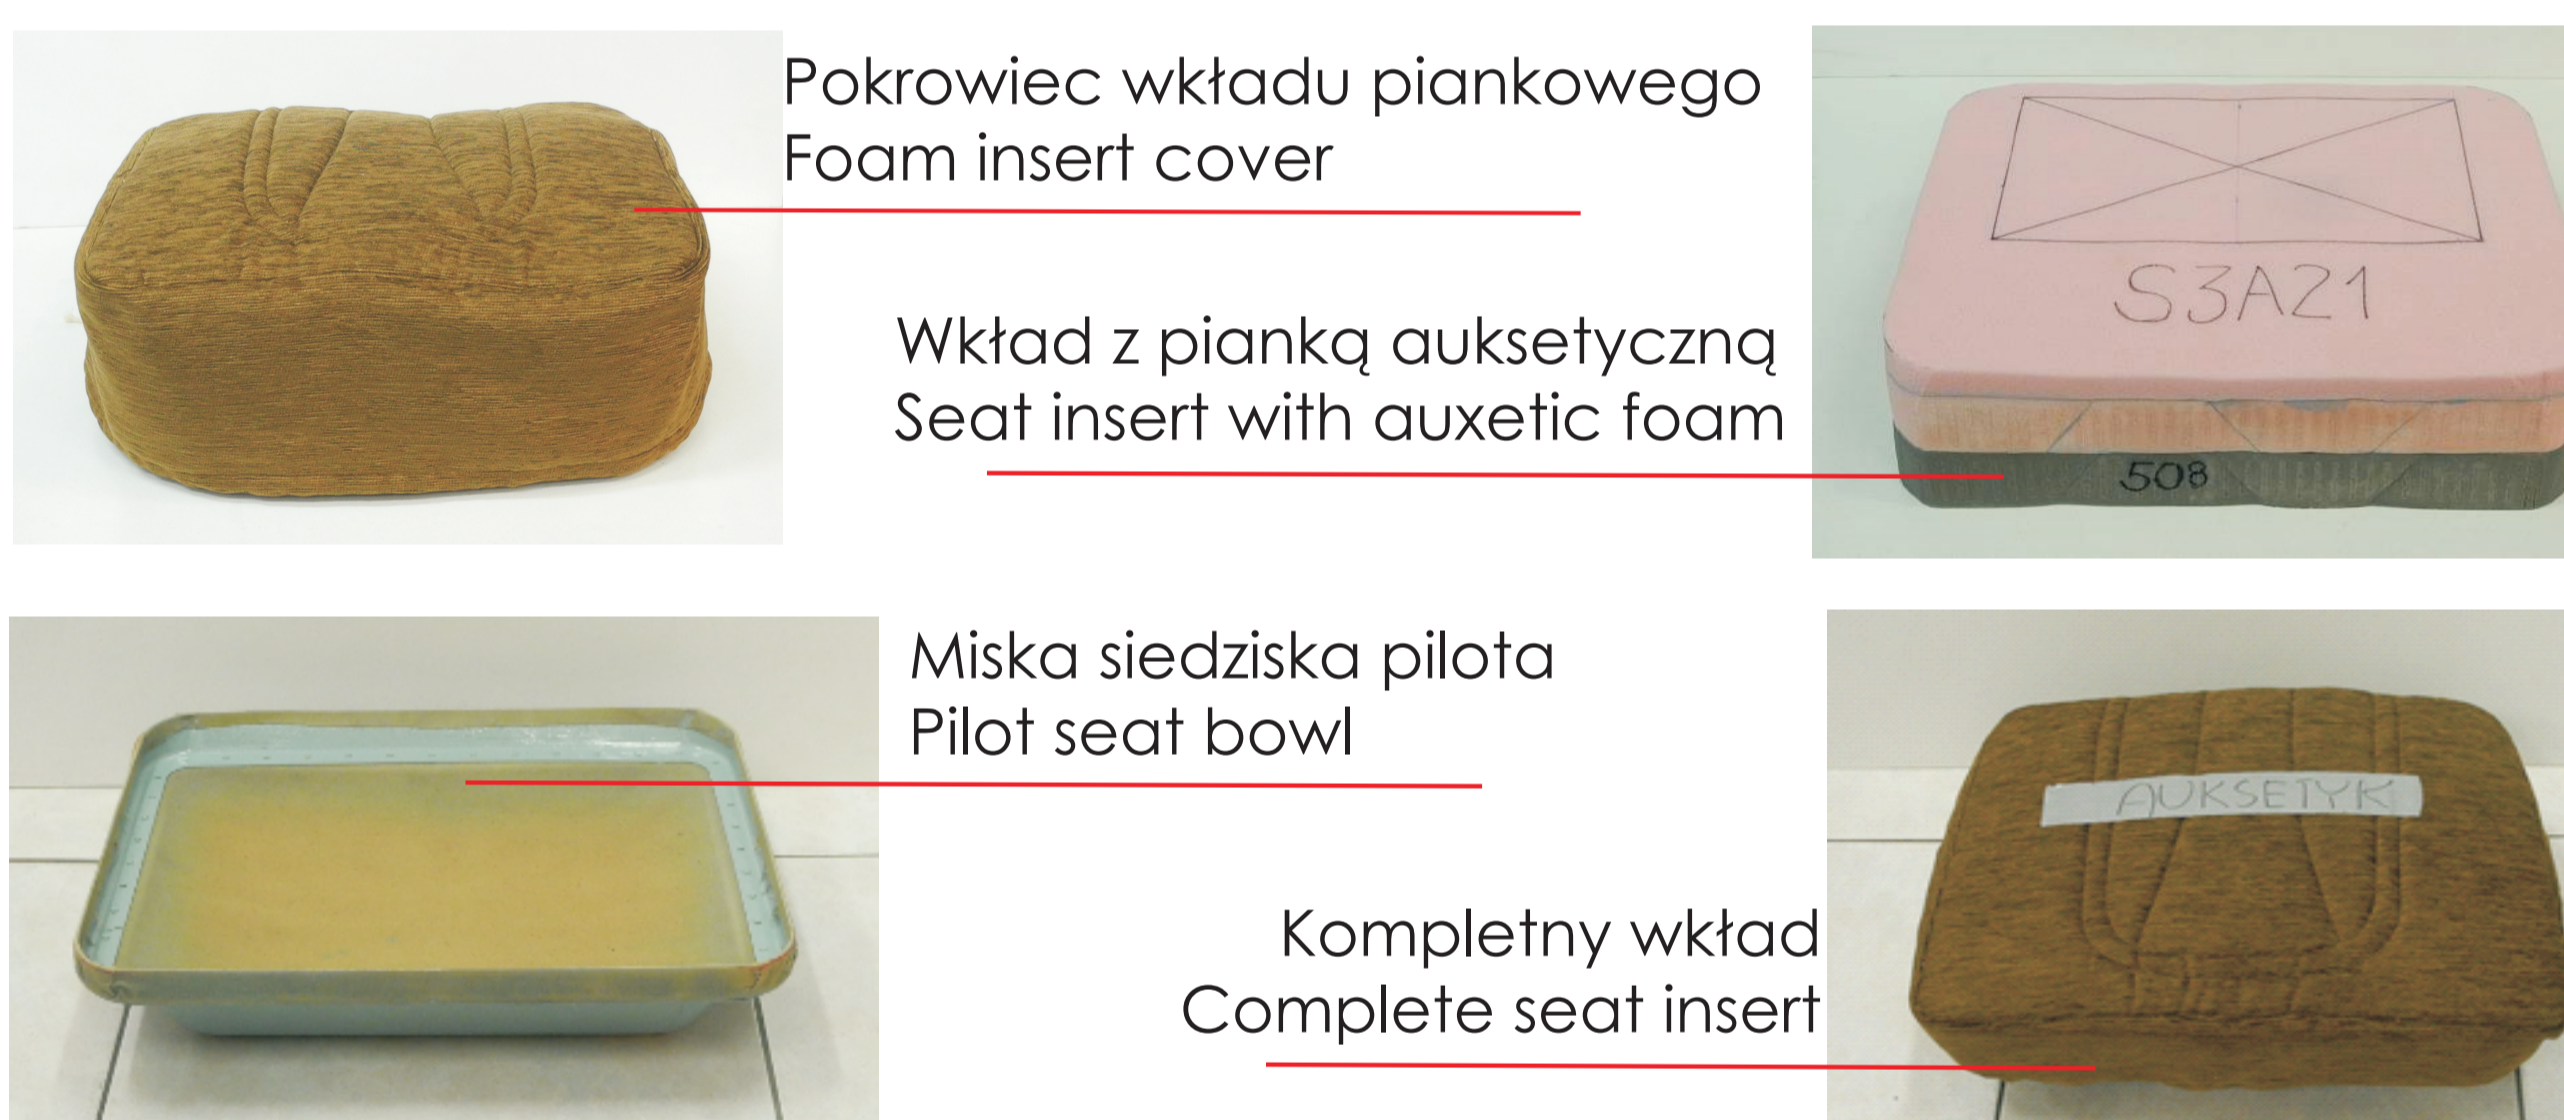 Pokrowiec wkładu piankowego
Foam insert cover
Wkład z pianką auksetyczną
Seat insert with auxetic foam
S3A21
508
Miska siedziska pilota
Pilot seat bowl
AUKSETYK
Kompletny wkład
Complete seat insert